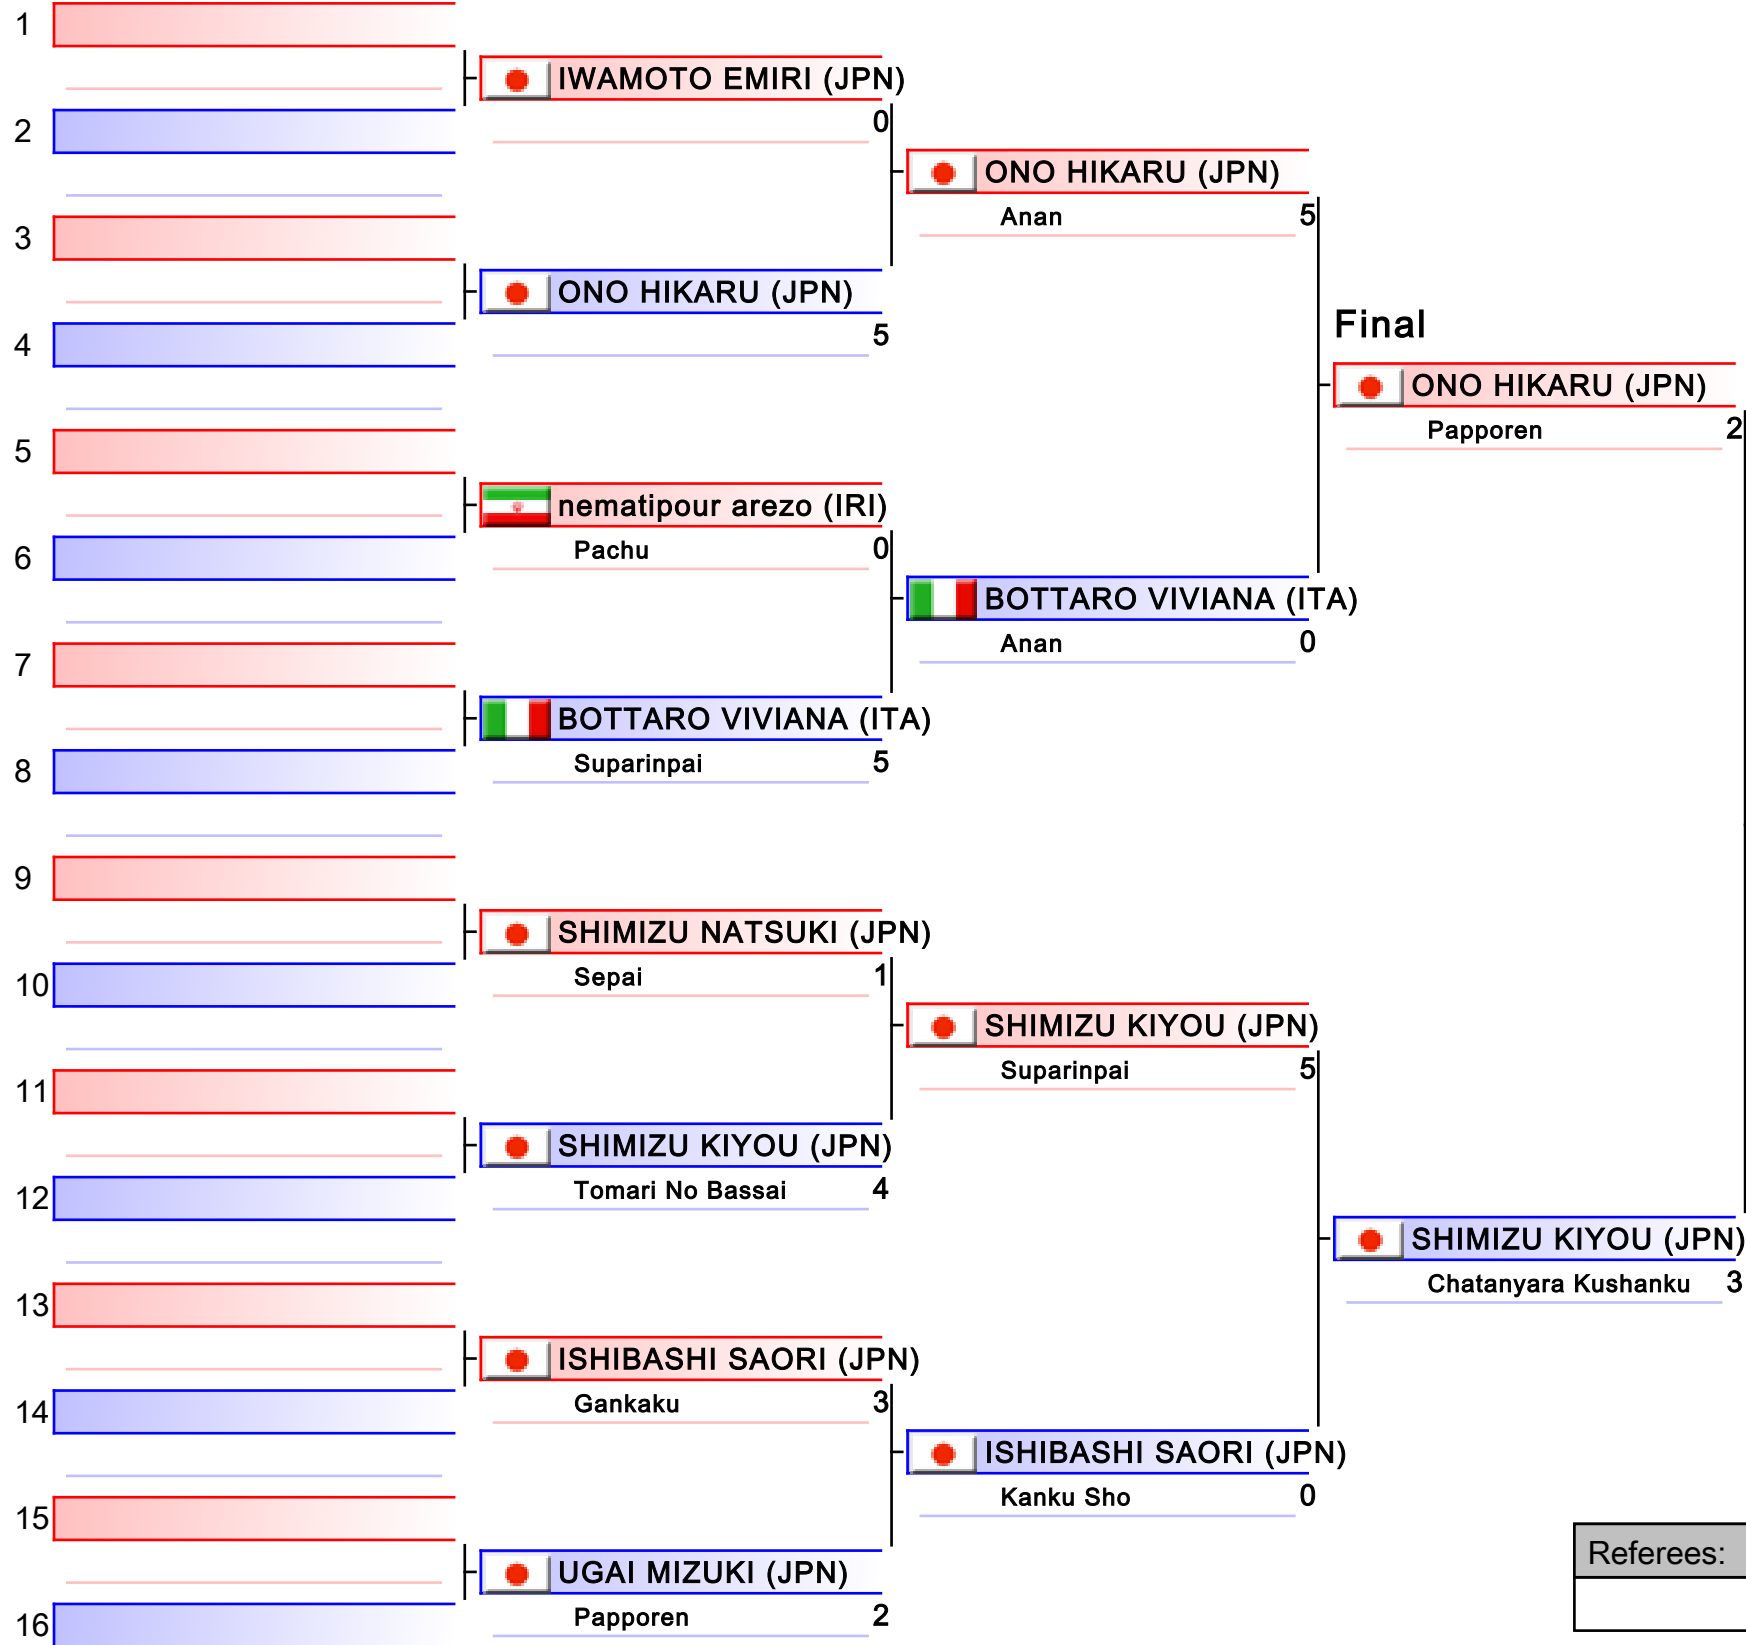 1
IWAMOTO EMIRI (JPN)
0
2
ONO HIKARU (JPN)
Anan 5
3
ONO HIKARU (JPN)
5
4
Final
ONO HIKARU (JPN)
Papporen 2
5
nematipour arezo (IRI)
Pachu 0
6
BOTTARO VIVIANA (ITA)
Anan 0
7
BOTTARO VIVIANA (ITA)
Suparinpai 5
8
9
SHIMIZU NATSUKI (JPN)
Sepai 1
10
SHIMIZU KIYOU (JPN)
Suparinpai 5
11
SHIMIZU KIYOU (JPN)
Tomari No Bassai 4
12
SHIMIZU KIYOU (JPN)
Chatanyara Kushanku 3
13
ISHIBASHI SAORI (JPN)
Gankaku 3
14
ISHIBASHI SAORI (JPN)
Kanku Sho 0
15
UGAI MIZUKI (JPN)
Papporen 2
16
Referees: